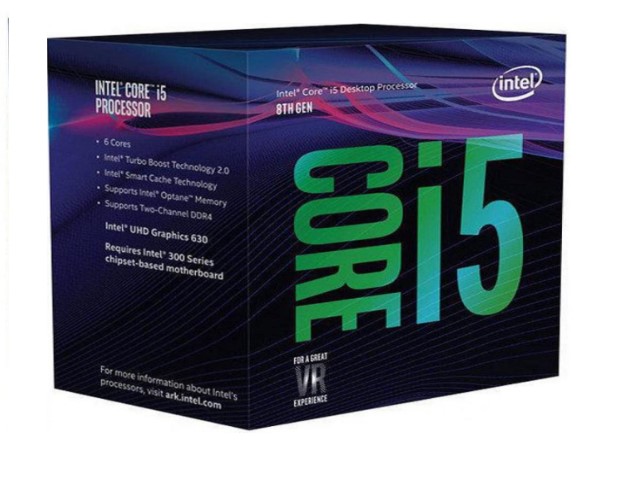 INTEL® CORE™ i5
PROCESSOR
• 6 Cores
• Intel® Turbo Boost Technology 2.0
• Intel® Smart Cache Technology
• Supports Intel® Optane™ Memory
• Supports Two-Channel DDR4
Intel® UHD Graphics 630
Requires Intel® 300 Series
chipset-based motherboard
For more information about Intel's
processors, visit ark.intel.com
Intel® Core™ i5 Desktop Processor
8TH GEN
intel®
CORE i5
FOR A GREAT
VR
EXPERIENCE